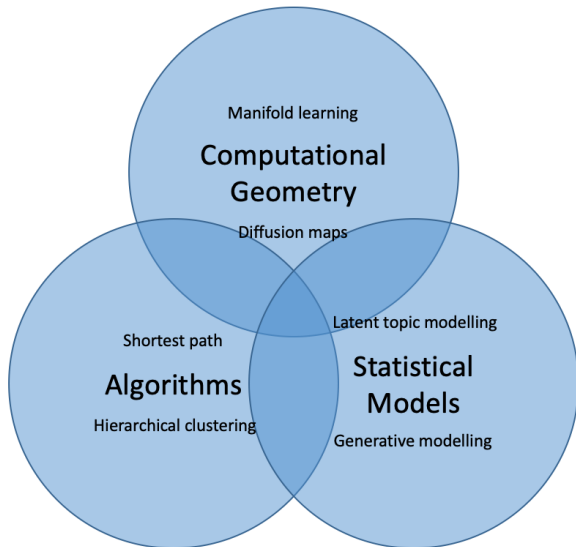 Manifold learning
Computational
Geometry
Diffusion maps
Shortest path
Algorithms
Hierarchical clustering
Latent topic modelling
Statistical
Models
Generative modelling